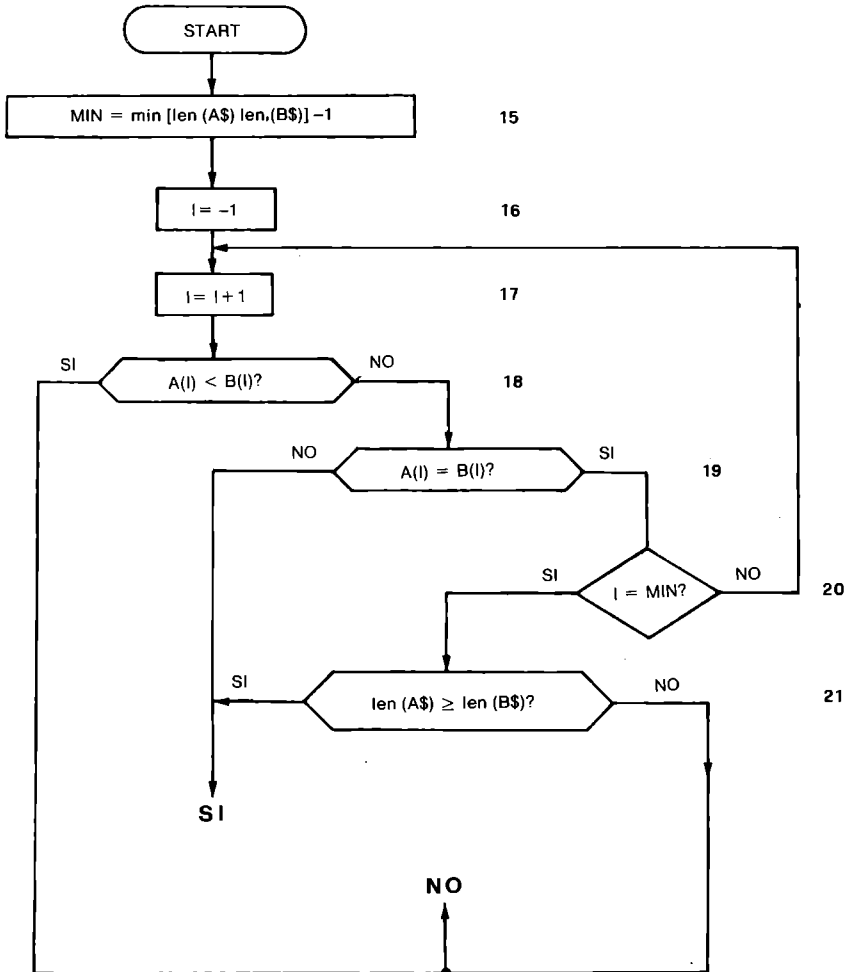 START
MIN = min [len (A$) len,(B$)] -1
15
I = -1
16
I = I + 1
17
SI
A(I) < B(I)?
NO
18
NO
A(I) = B(I)?
SI
19
SI
I = MIN?
NO
20
SI
len (A$) ≥ len (B$)?
NO
21
SI
NO